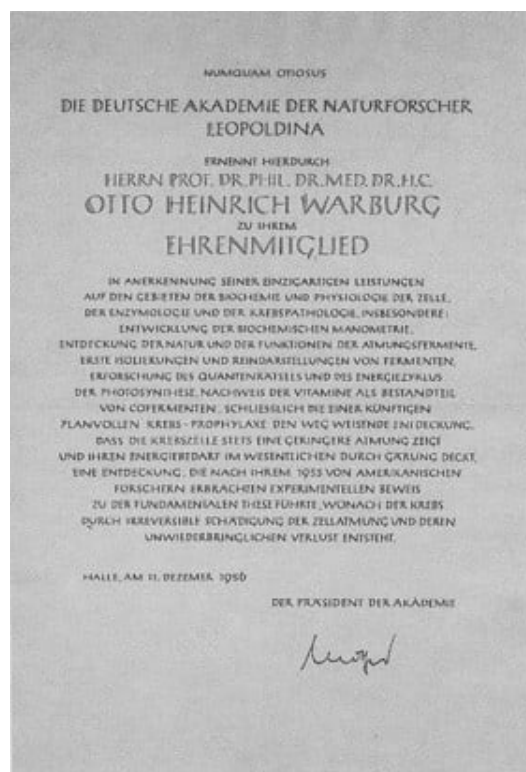 NUMQUAM OTIOSUS
DIE DEUTSCHE AKADEMIE DER NATURFORSCHER
LEOPOLDINA
ERNENNT HIERDURCH
HERRN PROF. DR. PHIL. DR. MED. DR. H.C.
OTTO HEINRICH WARBURG
ZU IHREM
EHRENMITGLIED
IN ANERKENNUNG SEINER EINZIGARTIGEN LEISTUNGEN
AUF DEN GEBIETEN DER BIOCHEMIE UND PHYSIOLOGIE DER ZELLE,
DER ENZYMOLOGIE UND DER KREBSPATHOLOGIE, INSBESONDERE:
ENTWICKLUNG DER BIOCHEMISCHEN MANOMETRIE,
ENTDECKUNG DER NATUR UND DER FUNKTIONEN DER ATMUNGSFERMENTE,
ERSTE ISOLIERUNGEN UND REINDARSTELLUNGEN VON FERMENTEN,
ERFORSCHUNG DES QUANTENRÄTSELS UND DES ENERGIEZYKLUS
DER PHOTOSYNTHESE, NACHWEIS DER VITAMINE ALS BESTANDTEIL
VON COFERMENTEN, SCHLIESSLICH DIE EINER KÜNFTIGEN
PLANVOLLEN KREBS-PROPHYLAXE DEN WEG WEISENDE ENTDECKUNG,
DASS DIE KREBSZELLE STETS EINE GERINGERE ATMUNG ZEIGT
UND IHREN ENERGIEBEDARF IM WESENTLICHEN DURCH GÄRUNG DECKT,
EINE ENTDECKUNG, DIE NACH IHREM 1953 VON AMERIKANISCHEN
FORSCHERN ERBRACHTEN EXPERIMENTELLEN BEWEIS
ZU DER FUNDAMENTALEN THESE FÜHRTE, WONACH DER KREBS
DURCH IRREVERSIBLE SCHÄDIGUNG DER ZELLATMUNG UND DEREN
UNWIEDERBRINGLICHEN VERLUST ENTSTEHT.
HALLE, AM 11. DEZEMBER 1956
DER PRÄSIDENT DER AKADEMIE